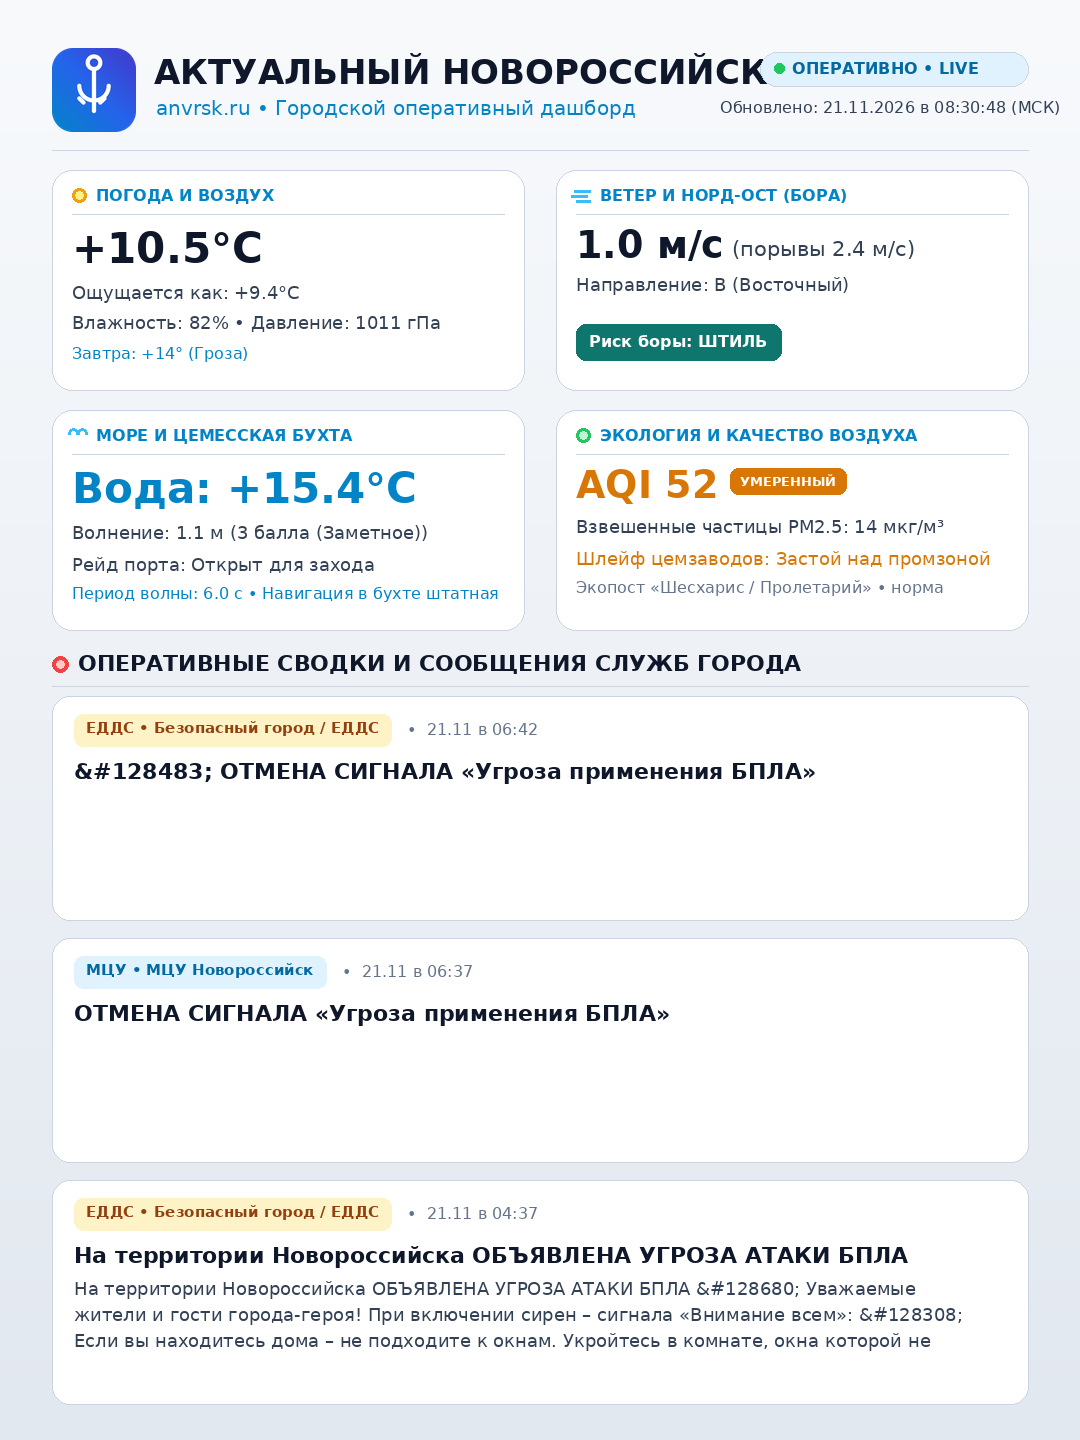 АКТУАЛЬНЫЙ НОВОРОССИЙСК
ОПЕРАТИВНО • LIVE
anvrsk.ru • Городской оперативный дашборд
Обновлено: 21.11.2026 в 08:30:48 (МСК)
ПОГОДА И ВОЗДУХ
+10.5°C
Ощущается как: +9.4°C
Влажность: 82% • Давление: 1011 гПа
Завтра: +14° (Гроза)
ВЕТЕР И НОРД-ОСТ (БОРА)
1.0 м/с (порывы 2.4 м/с)
Направление: В (Восточный)
Риск боры: ШТИЛЬ
МОРЕ И ЦЕМЕССКАЯ БУХТА
Вода: +15.4°C
Волнение: 1.1 м (3 балла (Заметное))
Рейд порта: Открыт для захода
Период волны: 6.0 с • Навигация в бухте штатная
ЭКОЛОГИЯ И КАЧЕСТВО ВОЗДУХА
AQI 52 УМЕРЕННЫЙ
Взвешенные частицы PM2.5: 14 мкг/м³
Шлейф цемзаводов: Застой над промзоной
Экопост «Шесхарис / Пролетарий» • норма
ОПЕРАТИВНЫЕ СВОДКИ И СООБЩЕНИЯ СЛУЖБ ГОРОДА
ЕДДС • Безопасный город / ЕДДС • 21.11 в 06:42
&#128483; ОТМЕНА СИГНАЛА «Угроза применения БПЛА»
МЦУ • МЦУ Новороссийск • 21.11 в 06:37
ОТМЕНА СИГНАЛА «Угроза применения БПЛА»
ЕДДС • Безопасный город / ЕДДС • 21.11 в 04:37
На территории Новороссийска ОБЪЯВЛЕНА УГРОЗА АТАКИ БПЛА
На территории Новороссийска ОБЪЯВЛЕНА УГРОЗА АТАКИ БПЛА &#128680; Уважаемые
жители и гости города-героя! При включении сирен – сигнала «Внимание всем»: &#128308;
Если вы находитесь дома – не подходите к окнам. Укройтесь в комнате, окна которой не